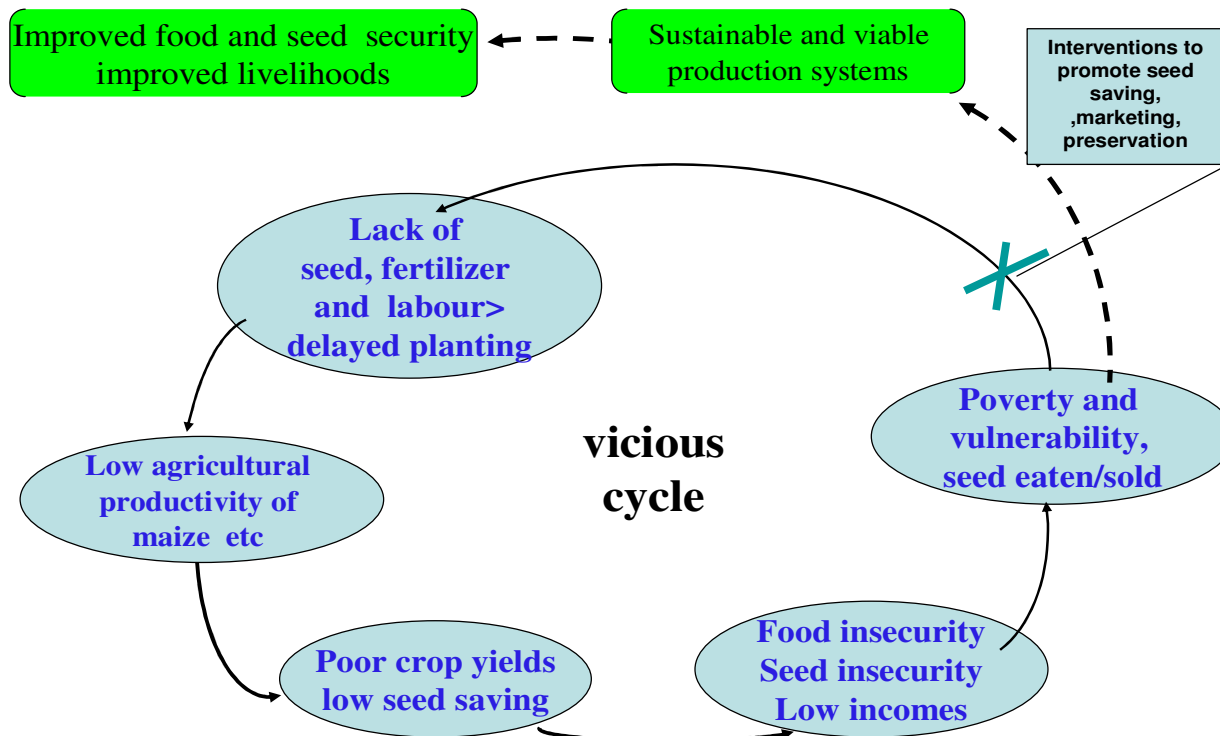 Improved food and seed  security
improved livelihoods
Sustainable and viable
production systems
Interventions to
promote seed
saving,
,marketing,
preservation
Lack of
seed, fertilizer
and  labour>
delayed planting
Low agricultural
productivity of
maize  etc
Poor crop yields
low seed saving
Food insecurity
Seed insecurity
Low incomes
Poverty and
vulnerability,
seed eaten/sold
vicious
cycle